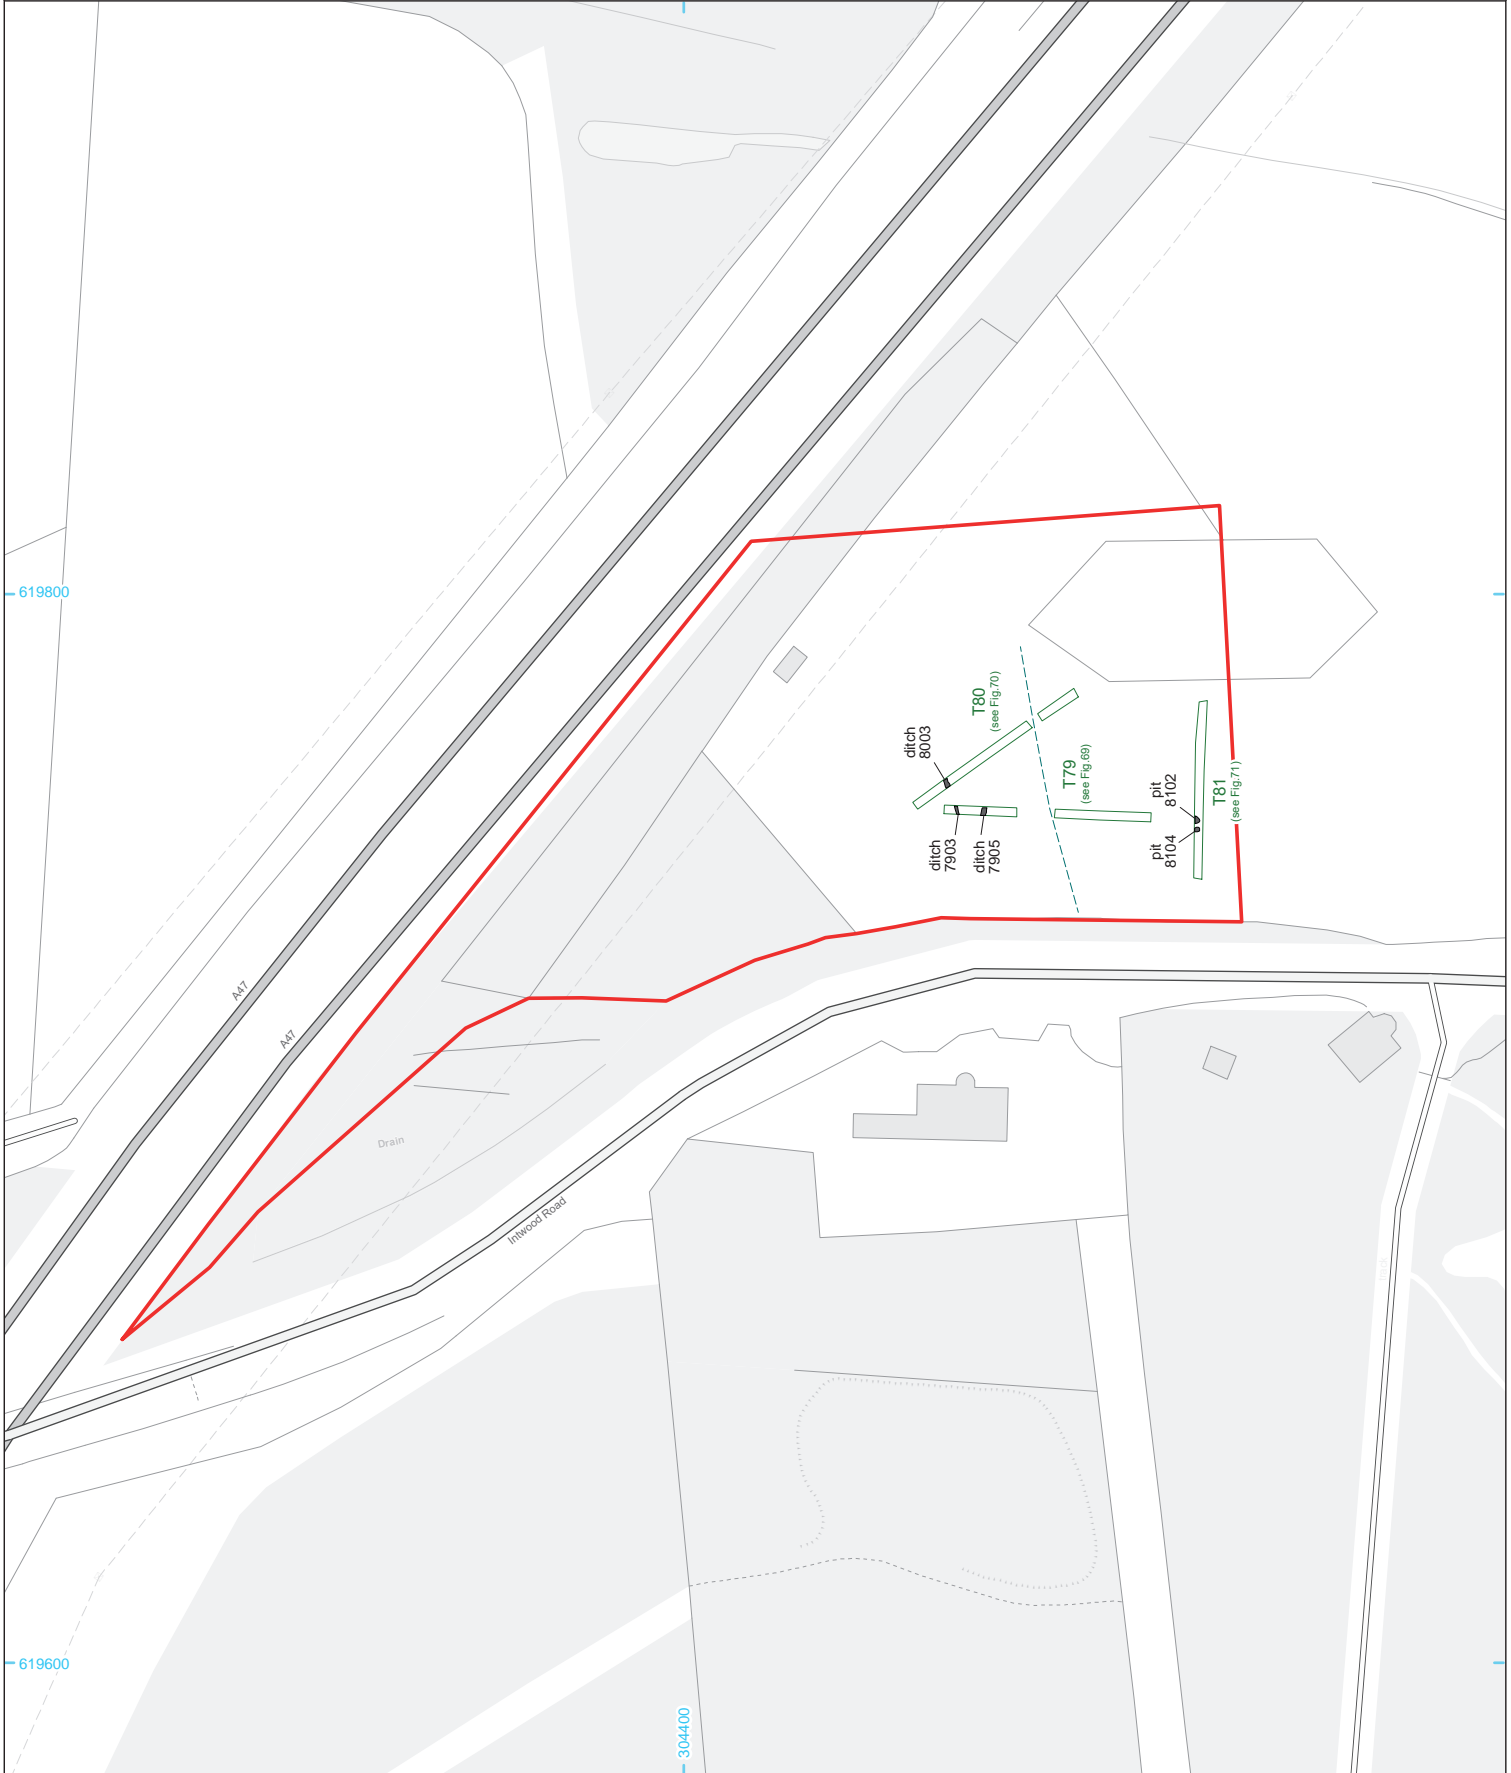 619800
T80
(see Fig.70)
ditch
8003
T79
(see Fig.69)
pit
8102
T81
(see Fig.71)
ditch
7903
ditch
7905
pit
8104
A47
A47
Drain
Intwood Road
619600
304400